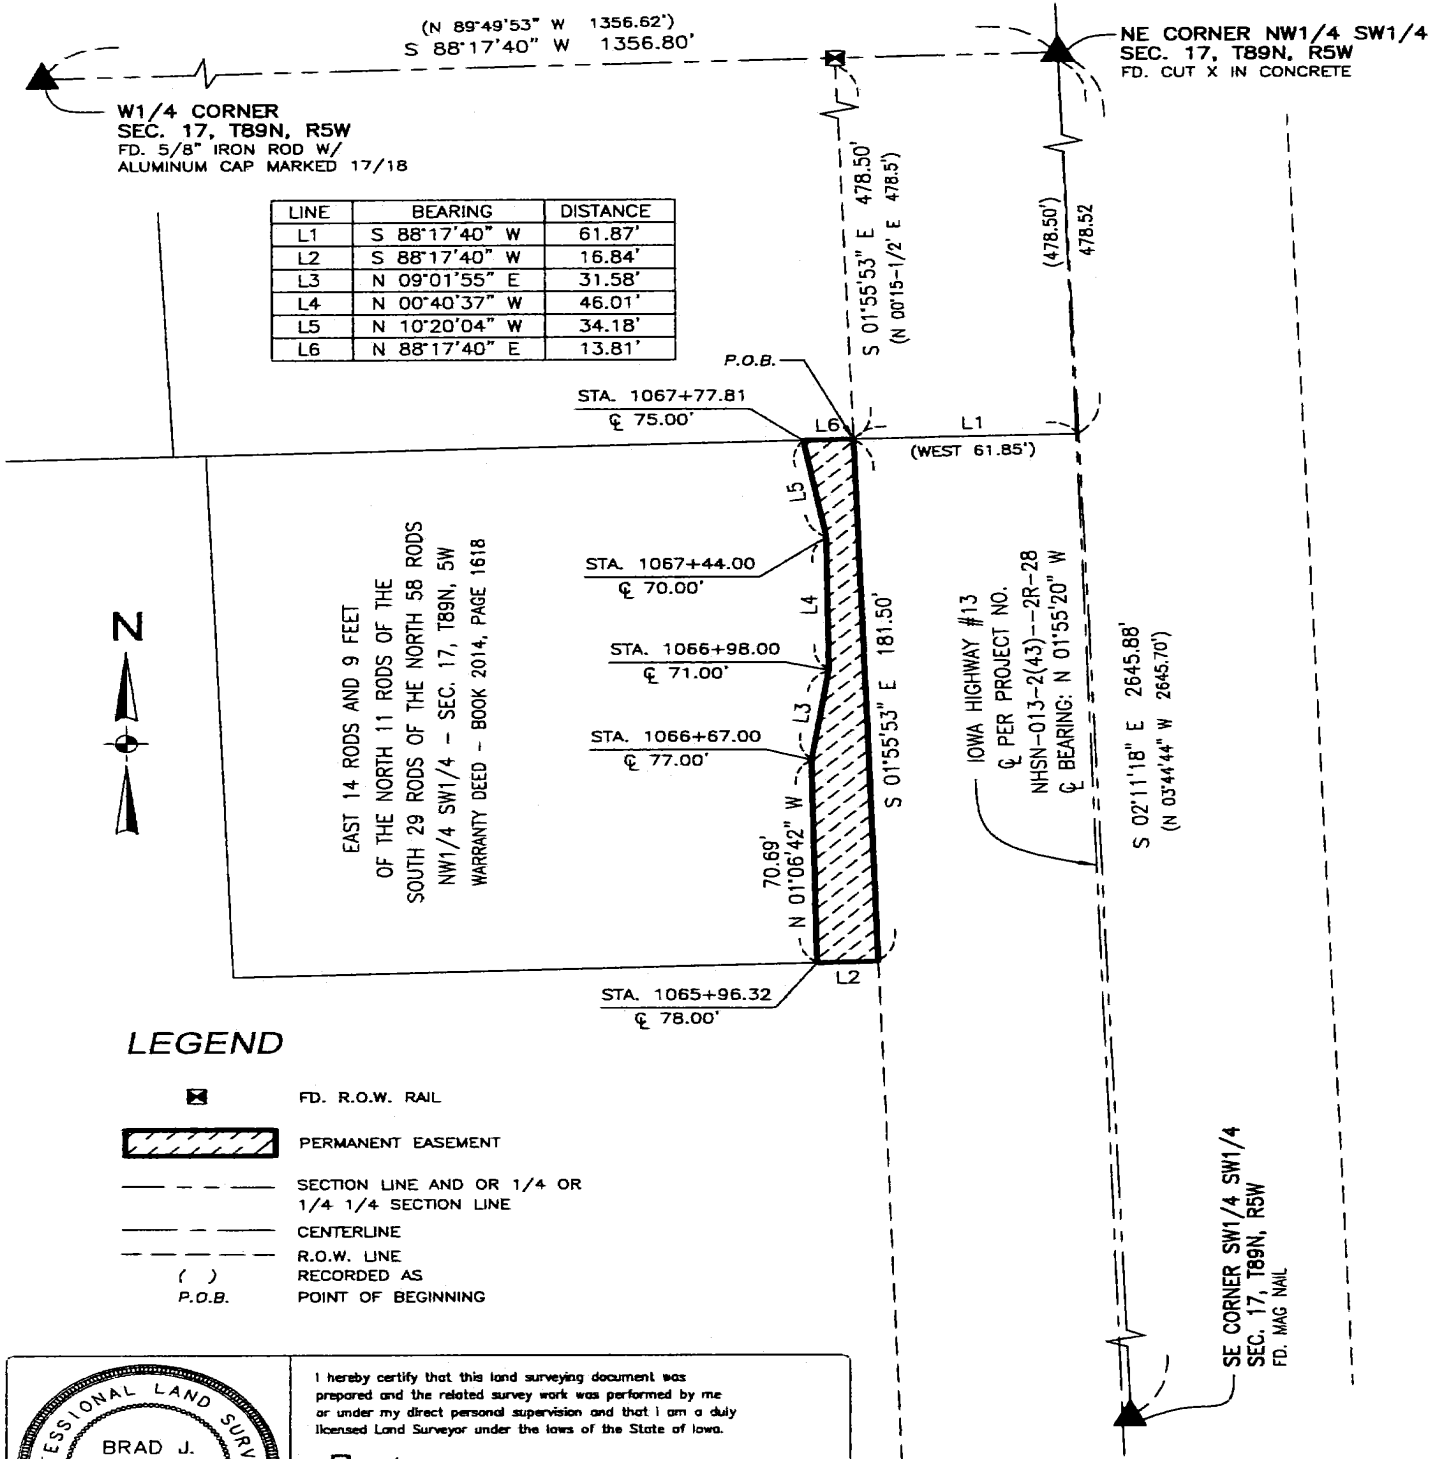 (N 89°49'53" W 1356.62')
S 88°17'40" W 1356.80'
NE CORNER NW1/4 SW1/4
SEC. 17, T89N, R5W
FD. CUT X IN CONCRETE
W1/4 CORNER
SEC. 17, T89N, R5W
FD. 5/8" IRON ROD W/
ALUMINUM CAP MARKED 17/18
S 01°55'53" E 478.50'
(N 00°15-1/2' E 478.5')
(478.50')
478.52
LINE BEARING DISTANCE
L1 S 88°17'40" W 61.87'
L2 S 88°17'40" W 16.84'
L3 N 09°01'55" E 31.58'
L4 N 00°40'37" W 46.01'
L5 N 10°20'04" W 34.18'
L6 N 88°17'40" E 13.81'
P.O.B.
STA. 1067+77.81
℄ 75.00'
L6
L1
(WEST 61.85')
L5
STA. 1067+44.00
℄ 70.00'
L4
STA. 1066+98.00
℄ 71.00'
L3
STA. 1066+67.00
℄ 77.00'
70.69'
N 01°06'42" W
S 01°55'53" E 181.50'
L2
STA. 1065+96.32
℄ 78.00'
EAST 14 RODS AND 9 FEET
OF THE NORTH 11 RODS OF THE
SOUTH 29 RODS OF THE NORTH 58 RODS
NW1/4 SW1/4 - SEC. 17, T89N, 5W
WARRANTY DEED - BOOK 2014, PAGE 1618
N
IOWA HIGHWAY #13
℄ PER PROJECT NO.
NHSN-013-2(43)--2R-28
℄ BEARING: N 01°55'20" W
S 02°11'18" E 2645.88'
(N 03°44'44" W 2645.70')
SE CORNER SW1/4 SW1/4
SEC. 17, T89N, R5W
FD. MAG NAIL
LEGEND
FD. R.O.W. RAIL
PERMANENT EASEMENT
SECTION LINE AND OR 1/4 OR
1/4 1/4 SECTION LINE
CENTERLINE
R.O.W. LINE
( ) RECORDED AS
P.O.B. POINT OF BEGINNING
I hereby certify that this land surveying document was
prepared and the related survey work was performed by me
or under my direct personal supervision and that I am a duly
licensed Land Surveyor under the laws of the State of Iowa.
ESSIONAL LAND SURV
BRAD J.